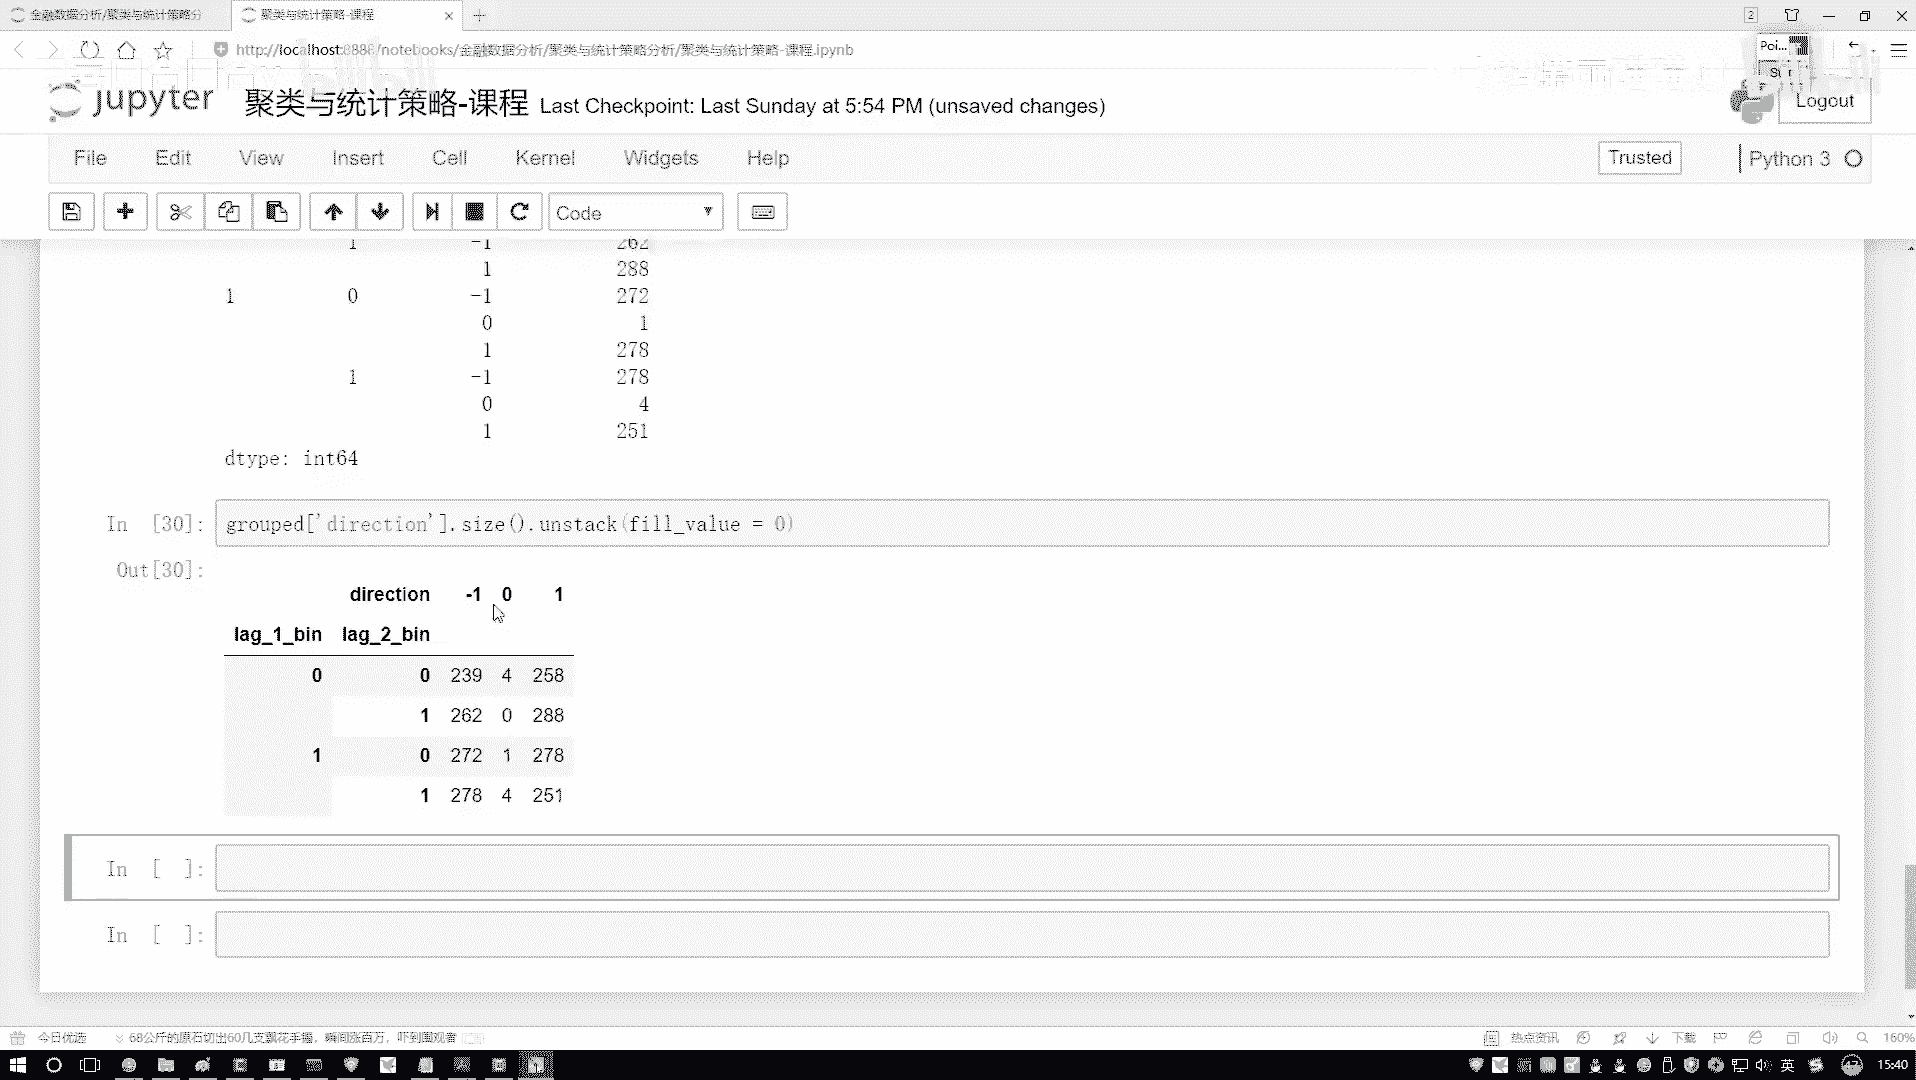 金融数据分析/聚类与统计策略分
聚类与统计策略-课程
2
http://localhost:8888/notebooks/金融数据分析/聚类与统计策略分析/聚类与统计策略-课程.ipynb
Poi...
jupyter 聚类与统计策略-课程 Last Checkpoint: Last Sunday at 5:54 PM (unsaved changes)
Logout
File Edit View Insert Cell Kernel Widgets Help
Trusted
Python 3
Code
1 -1 262
1 288
1 0 -1 272
0 1
1 278
1 -1 278
0 4
1 251
dtype: int64
In [30]: grouped['direction'].size().unstack(fill_value = 0)
Out[30]:
direction -1 0 1
lag_1_bin lag_2_bin
0 0 239 4 258
1 262 0 288
1 0 272 1 278
1 278 4 251
In [ ]:
In [ ]:
今日优选
68公斤的原石切出60几支飘花手镯，瞬间涨百万，吓到围观者
热点资讯 下载 160%
英 47 15:40